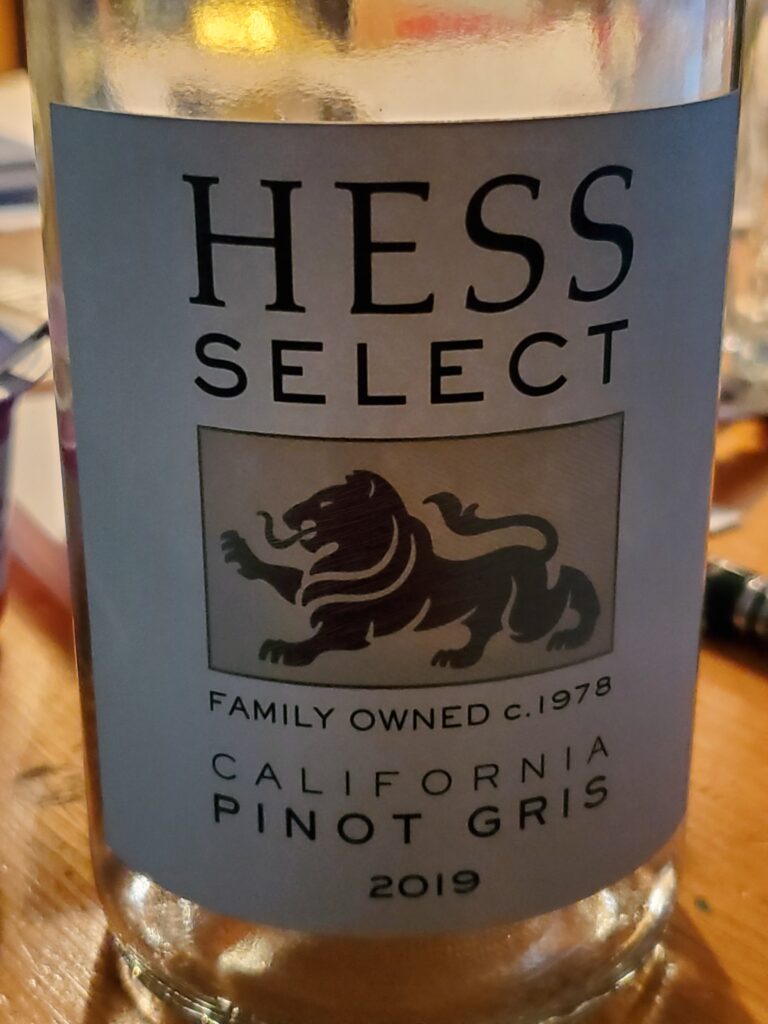 HESS
SELECT
FAMILY OWNED c.1978
CALIFORNIA
PINOT GRIS
2019